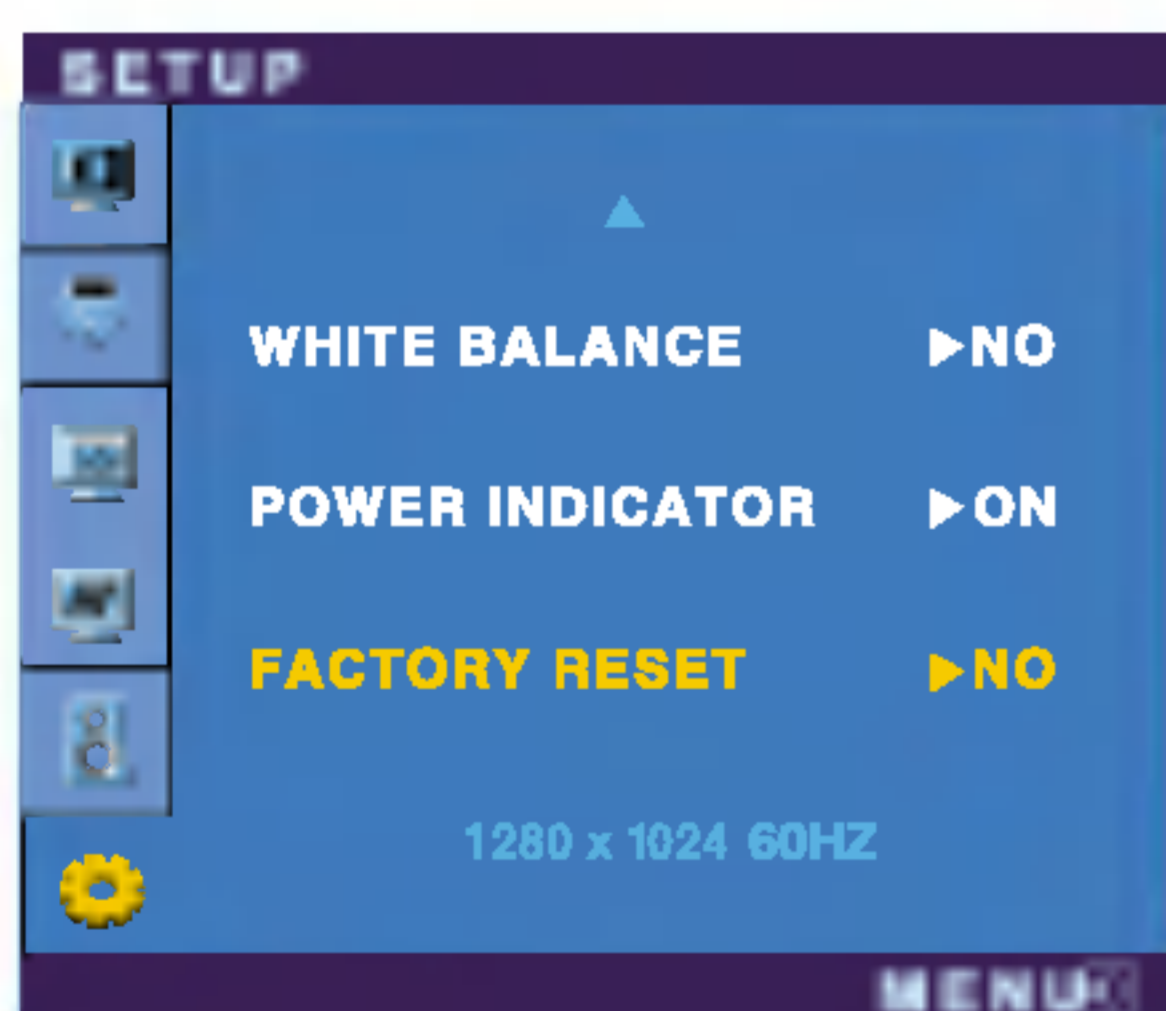 SETUP
WHITE BALANCE ▶NO
POWER INDICATOR ▶ON
FACTORY RESET ▶NO
1280 x 1024 60HZ
MENU